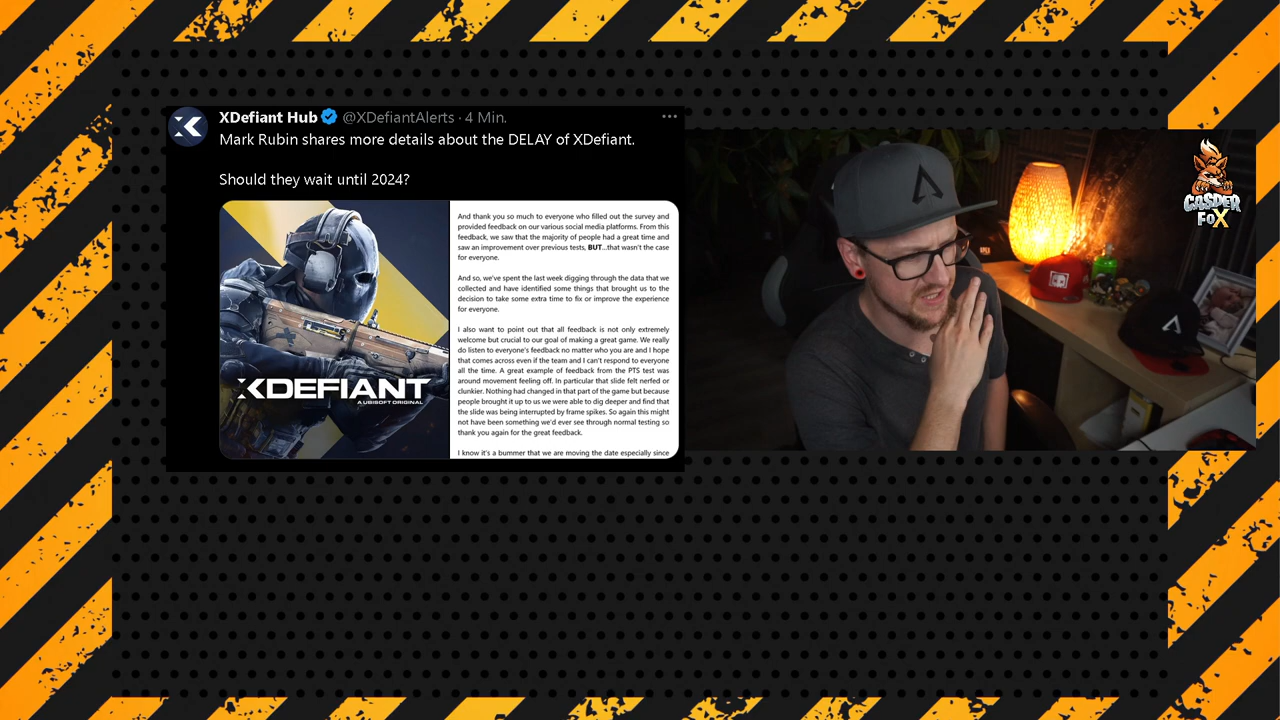 XDefiant Hub @XDefiantAlerts · 4 Min.
Mark Rubin shares more details about the DELAY of XDefiant.
Should they wait until 2024?
XDEFIANT
A UBISOFT ORIGINAL
And thank you so much to everyone who filled out the survey and
provided feedback on our various social media platforms. From this
feedback, we saw that the majority of people had a great time and
saw an improvement over previous tests, BUT...that wasn't the case
for everyone.
And so, we've spent the last week digging through the data that we
collected and have identified some things that brought us to the
decision to take some extra time to fix or improve the experience
for everyone.
I also want to point out that all feedback is not only extremely
welcome but crucial to our goal of making a great game. We really
do listen to everyone's feedback no matter who you are and I hope
that comes across even if the team and I can't respond to everyone
all the time. A great example of feedback from the PTS test was
around movement feeling off. In particular that slide felt nerfed or
clunkier. Nothing had changed in that part of the game but because
people brought it up to us we were able to dig deeper and find that
the slide was being interrupted by frame spikes. So again this might
not have been something we'd ever see through normal testing so
thank you again for the great feedback.
I know it's a bummer that we are moving the date especially since
CASPER
FOX